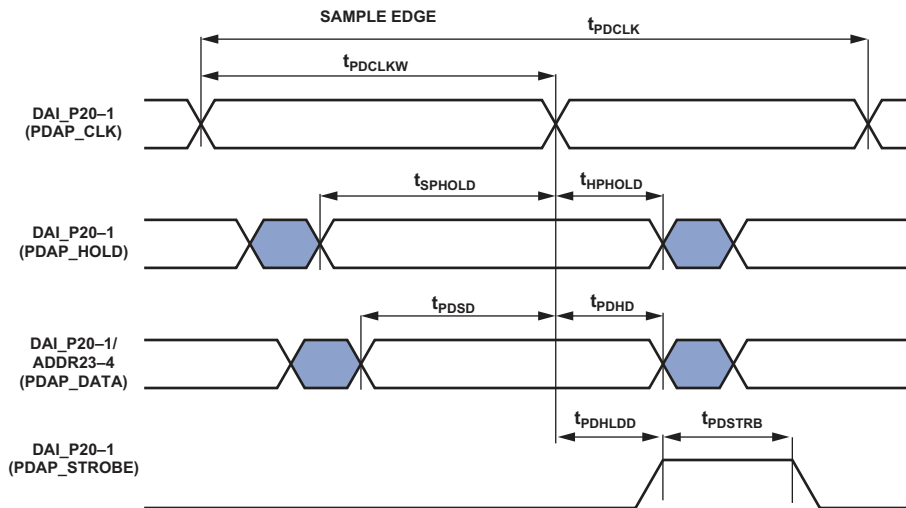 SAMPLE EDGE
tPDCLK
tPDCLKW
DAI_P20–1
(PDAP_CLK)
tSPHOLD
tHPHOLD
DAI_P20–1
(PDAP_HOLD)
tPDSD
tPDHD
DAI_P20–1/
ADDR23–4
(PDAP_DATA)
tPDHLDD
tPDSTRB
DAI_P20–1
(PDAP_STROBE)